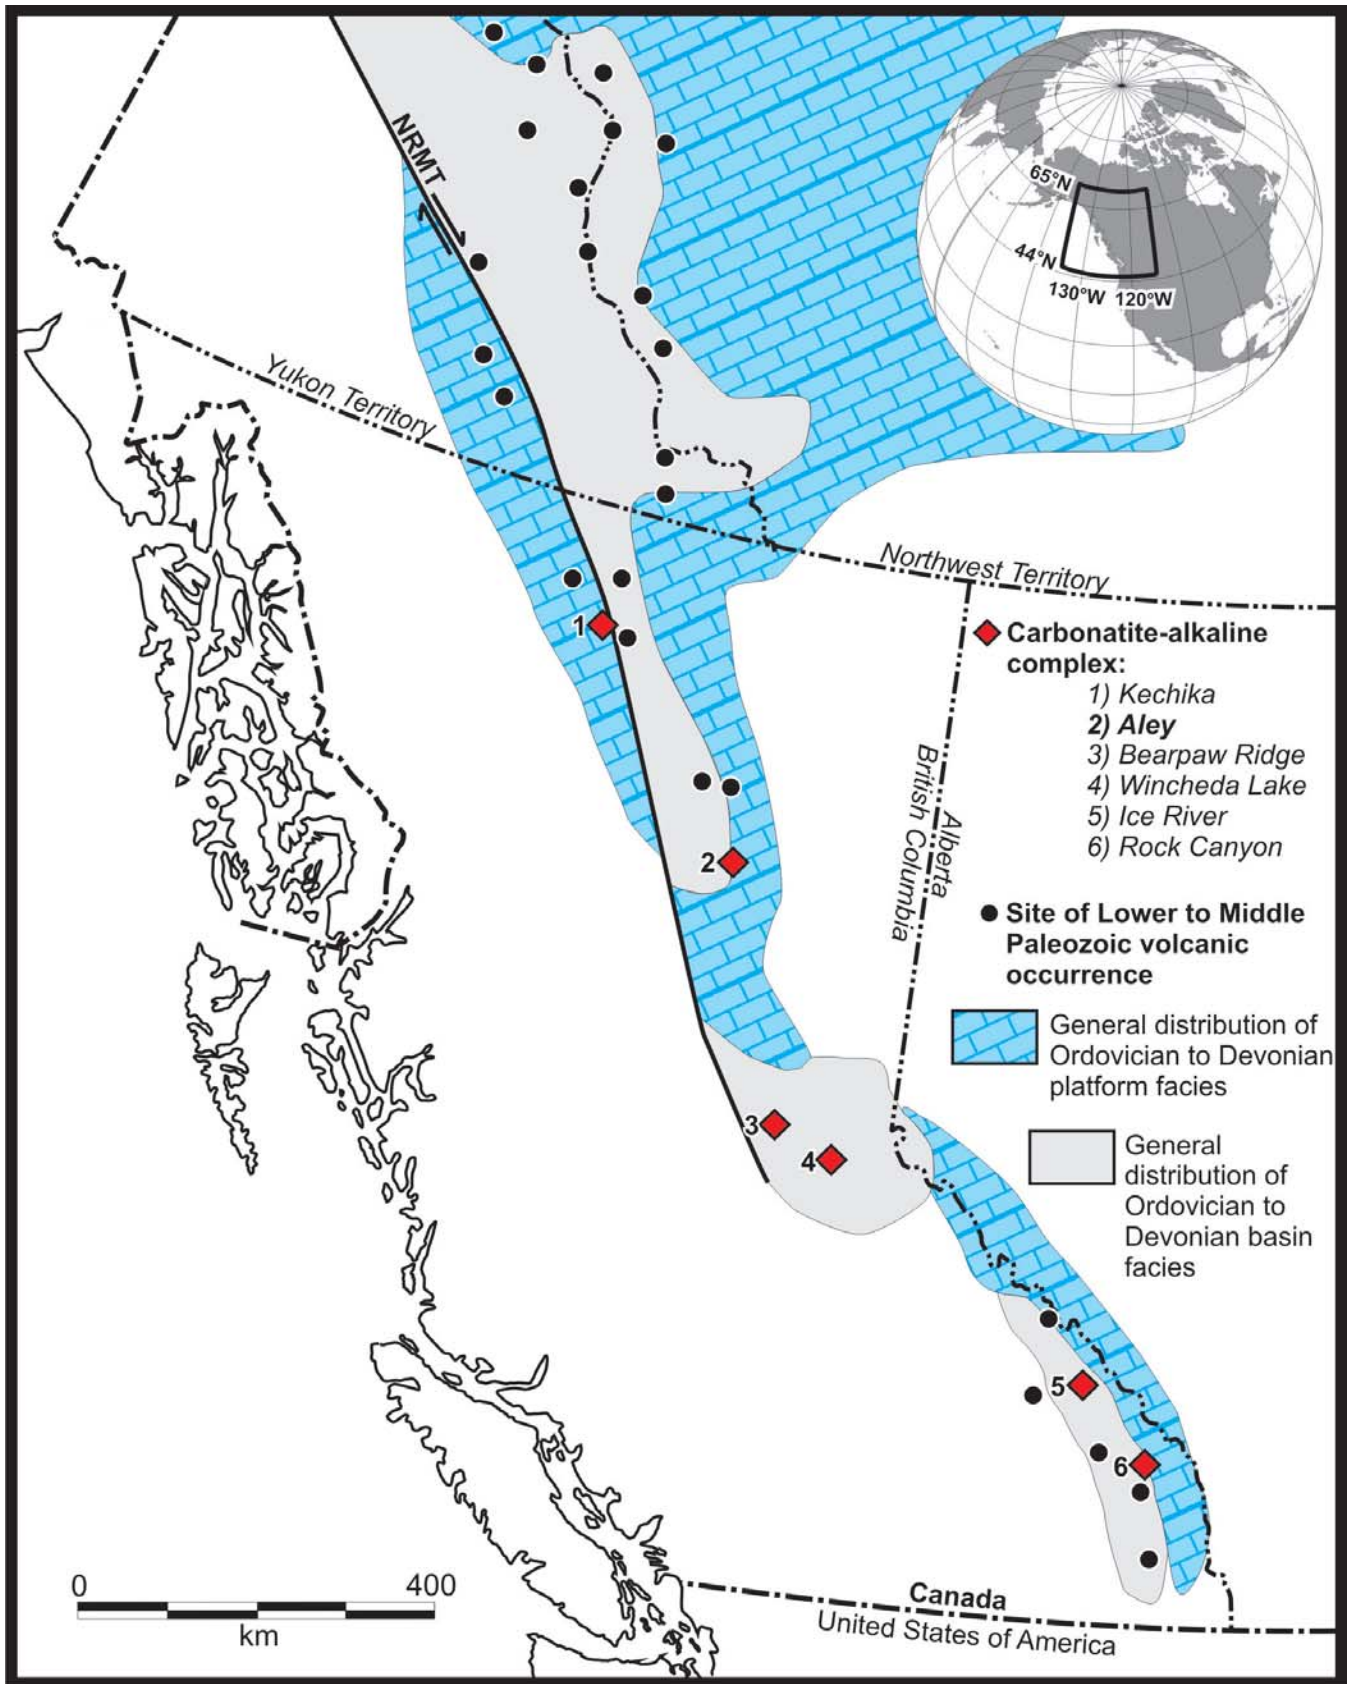 NRMT
65°N
44°N
130°W 120°W
Yukon Territory
Northwest Territory
British Columbia
Alberta
1
2
3
4
5
6
Carbonatite-alkaline
complex:
1) Kechika
2) Aley
3) Bearpaw Ridge
4) Wincheda Lake
5) Ice River
6) Rock Canyon
Site of Lower to Middle
Paleozoic volcanic
occurrence
General distribution of
Ordovician to Devonian
platform facies
General
distribution of
Ordovician to
Devonian basin
facies
0 400
km
Canada
United States of America